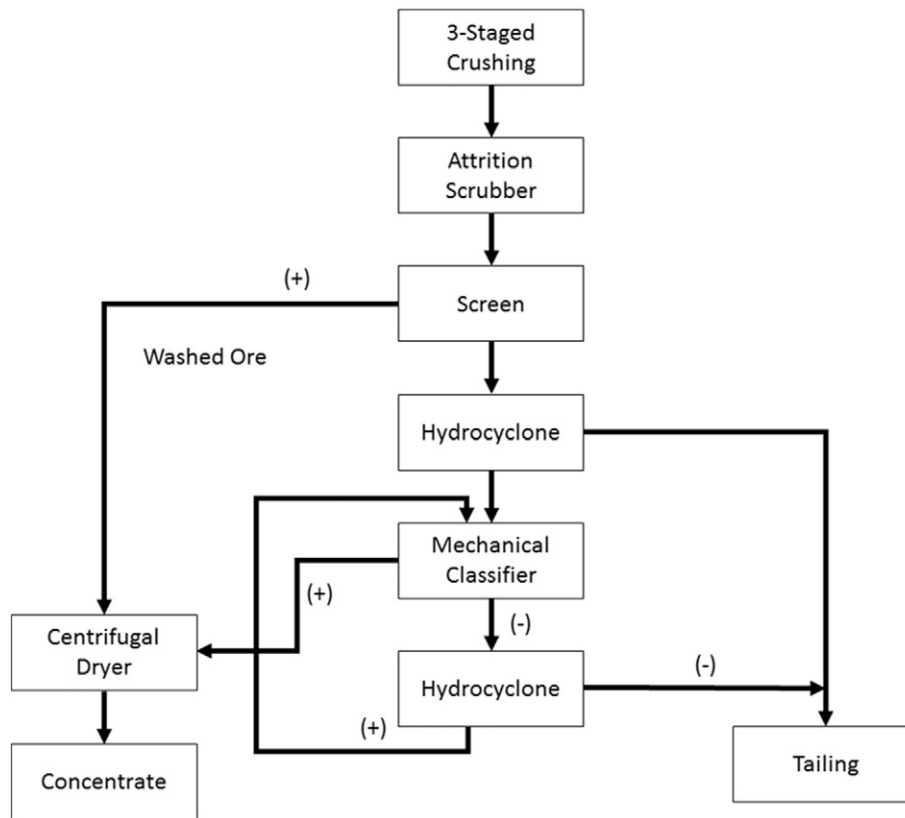 3-Staged
Crushing
Attrition
Scrubber
(+)
Screen
Washed Ore
Hydrocyclone
Mechanical
Classifier
(+)
(-)
Centrifugal
Dryer
Hydrocyclone
(-)
(+)
Concentrate
Tailing